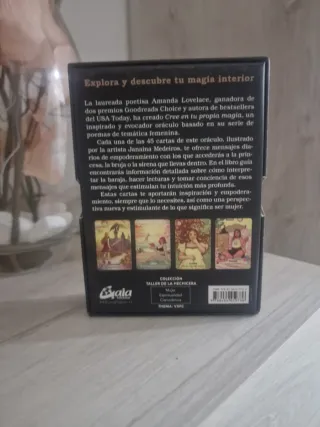 Explora y descubre tu magia interior
La laureada poetisa Amanda Lovelace, ganadora de
dos premios Goodreads Choice y autora de bestsellers
del USA Today, ha creado Cree en tu propia magia, un
inspirado y evocador oráculo basado en su serie de
poemas de temática femenina.
Cada una de las 45 cartas de este oráculo, ilustrado
por la artista Janaina Medeiros, te ofrece mensajes dia-
rios de empoderamiento con los que accederás a la prin-
cesa, la bruja o la sirena que llevas dentro. En el libro guía
encontrarás información detallada sobre cómo interpre-
tar la baraja, hacer lecturas y tomar conciencia de esos
mensajes que estimulan tu intuición más profunda.
Estas cartas te aportarán inspiración y empodera-
miento, siempre que lo necesites, así como una perspec-
tiva nueva y estimulante de lo que significa ser mujer.
COLECCIÓN
TALLER DE LA HECHICERA
Gaia
EDICIONES